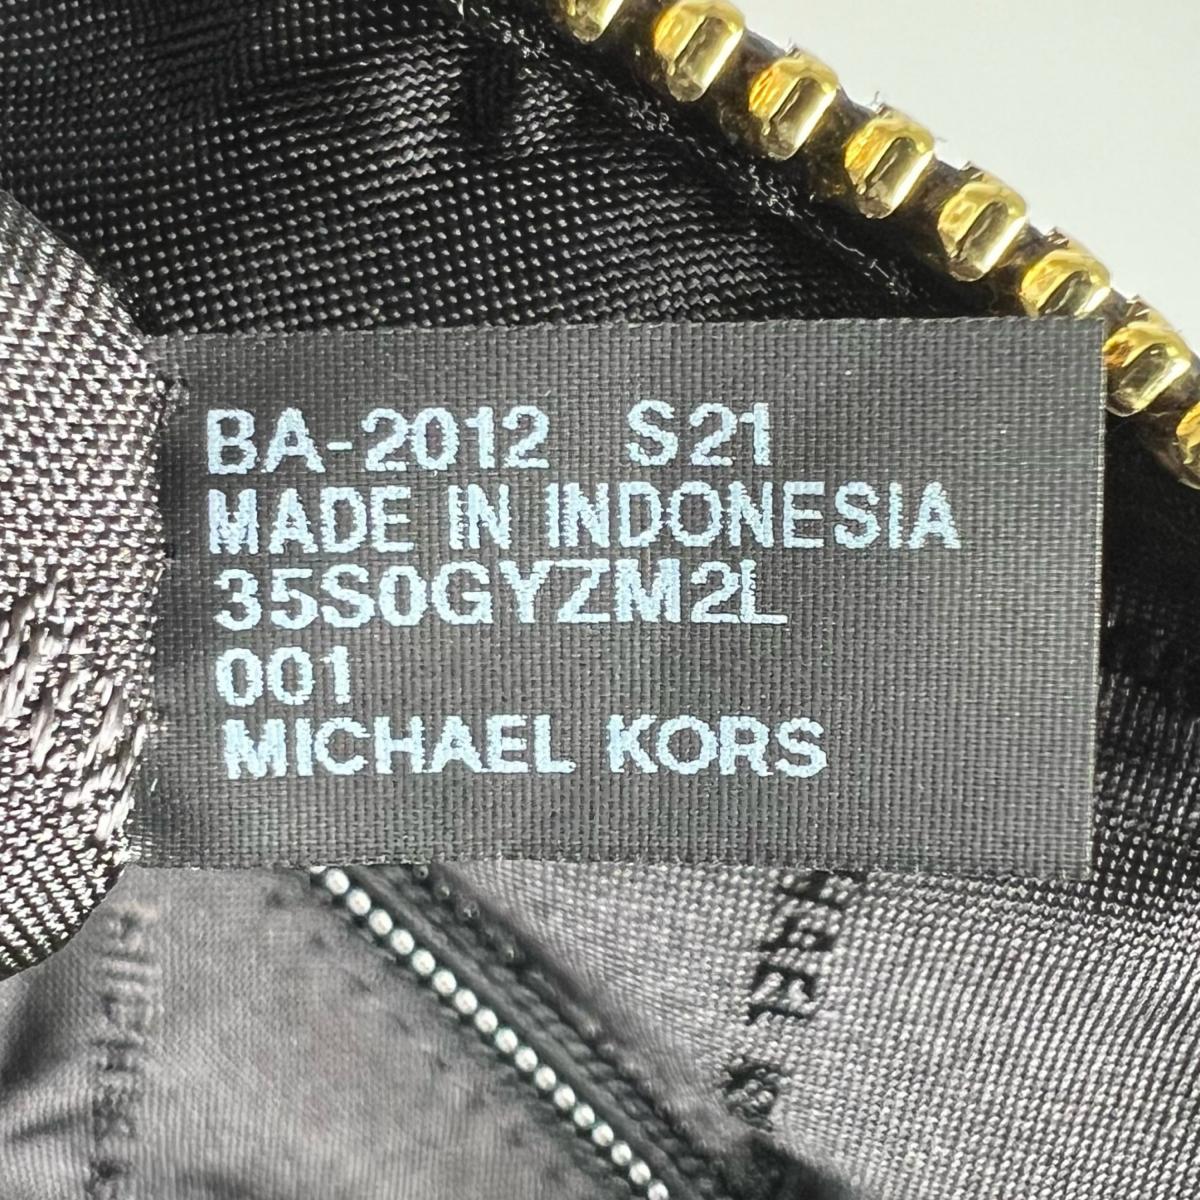 BA-2012 S21
MADE IN INDONESIA
35S0GYZM2L
001
MICHAEL KORS